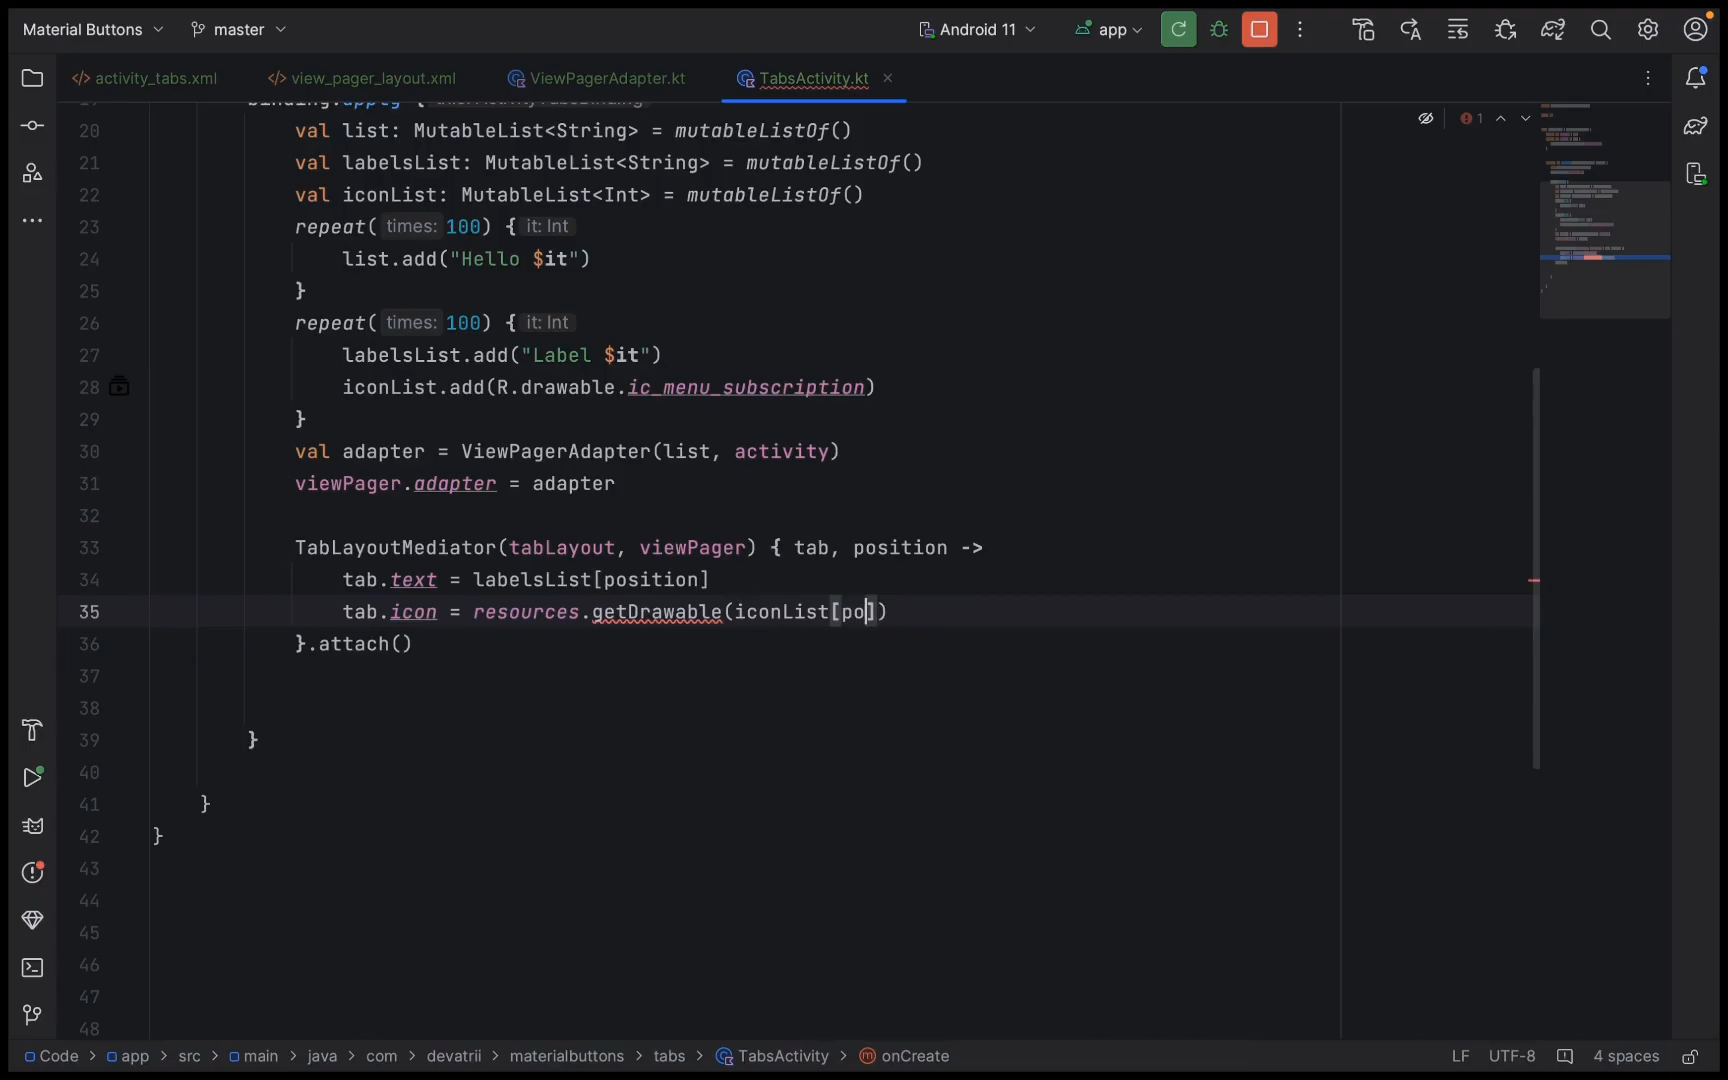 Material Buttons master Android 11 app
activity_tabs.xml view_pager_layout.xml ViewPagerAdapter.kt TabsActivity.kt
20 val list: MutableList<String> = mutableListOf()
21 val labelsList: MutableList<String> = mutableListOf()
22 val iconList: MutableList<Int> = mutableListOf()
23 repeat( times: 100) { it: Int
24 list.add("Hello $it")
25 }
26 repeat( times: 100) { it: Int
27 labelsList.add("Label $it")
28 iconList.add(R.drawable.ic_menu_subscription)
29 }
30 val adapter = ViewPagerAdapter(list, activity)
31 viewPager.adapter = adapter
32
33 TabLayoutMediator(tabLayout, viewPager) { tab, position ->
34 tab.text = labelsList[position]
35 tab.icon = resources.getDrawable(iconList[po])
36 }.attach()
37
38
39 }
40
41 }
42 }
43
44
45
46
47
48
1
Code > app > src > main > java > com > devatrii > materialbuttons > tabs > TabsActivity > onCreate LF UTF-8 4 spaces